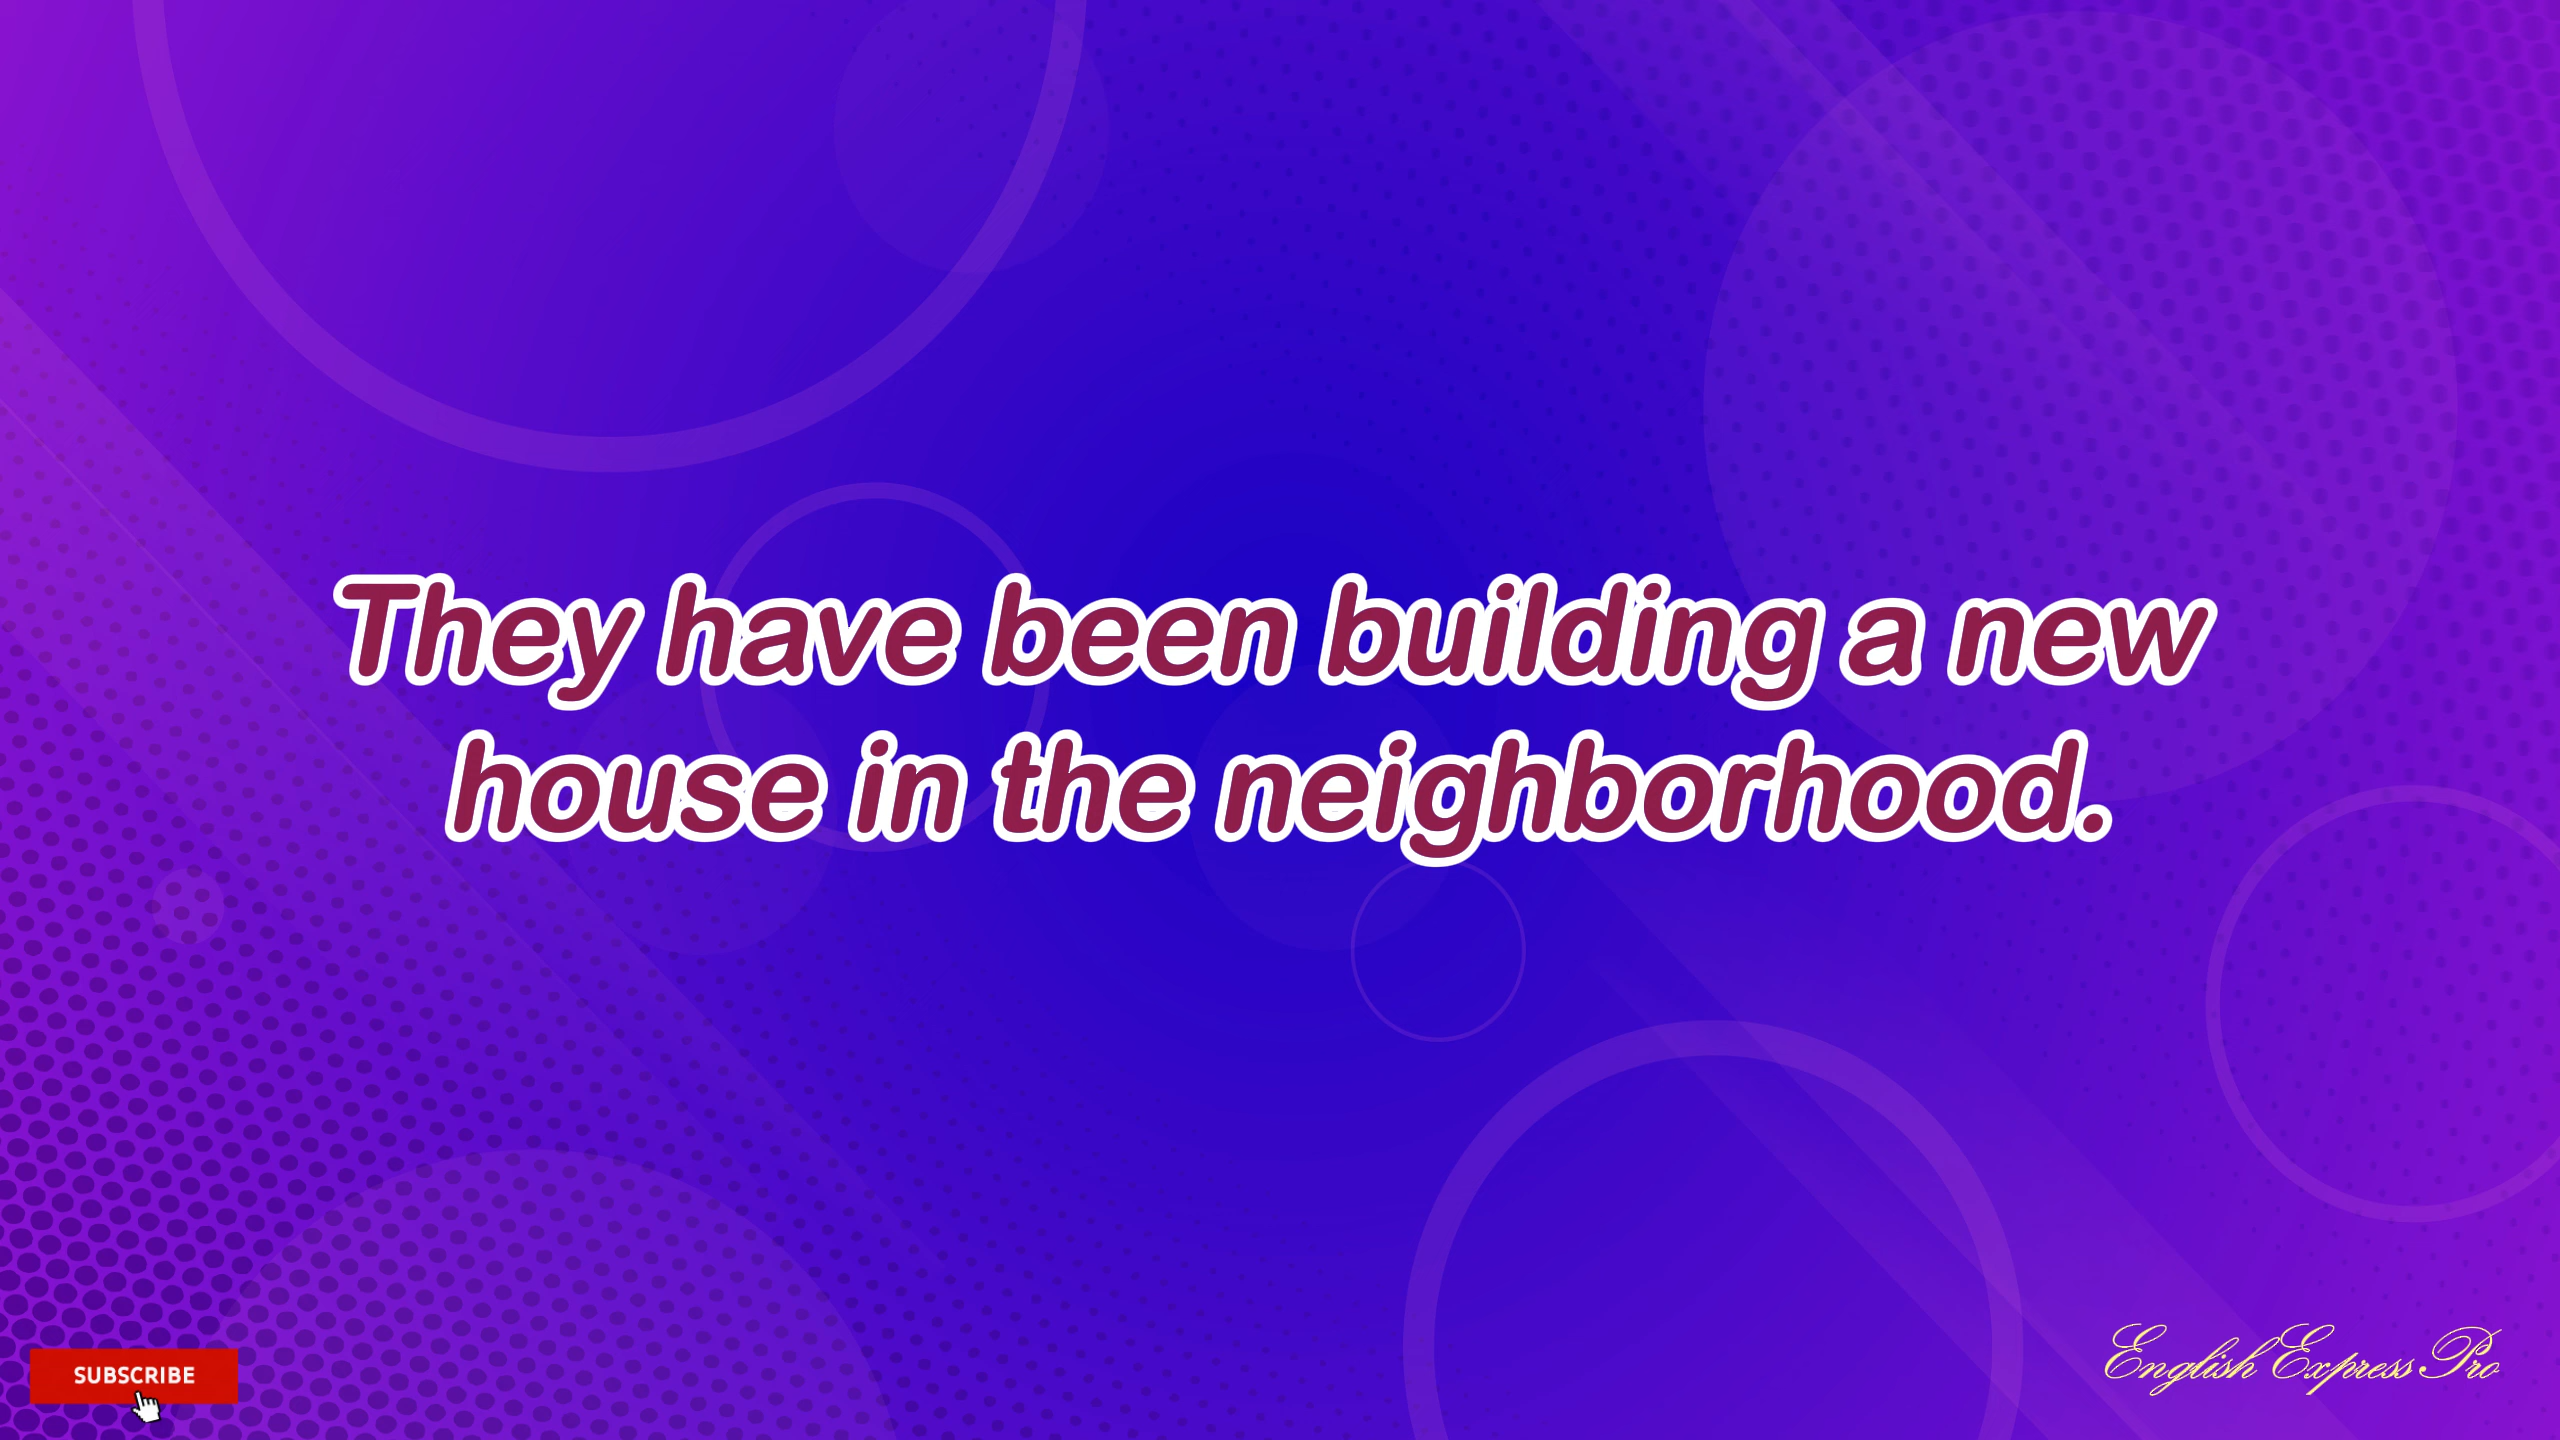 They have been building a new
house in the neighborhood.
SUBSCRIBE
English Express Pro